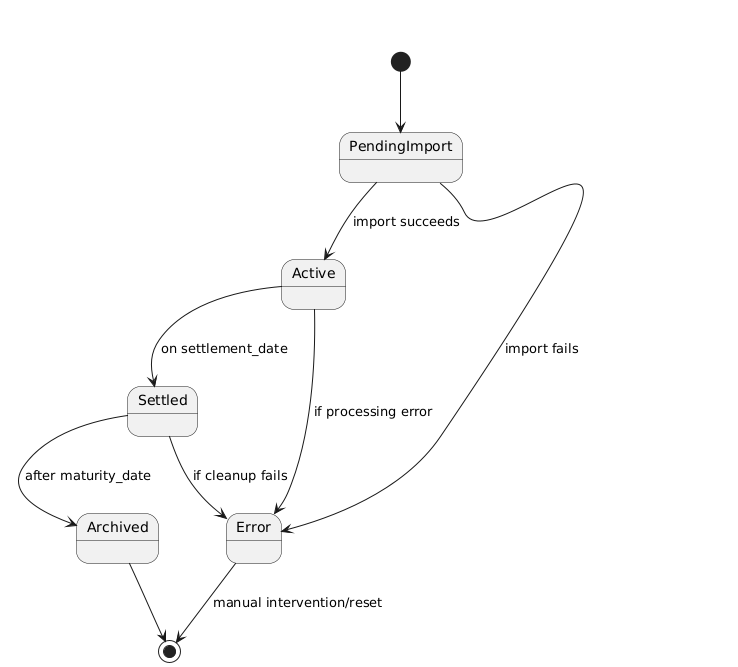 PendingImport
import succeeds
Active
on settlement_date
import fails
Settled
if processing error
after maturity_date
if cleanup fails
Archived
Error
manual intervention/reset